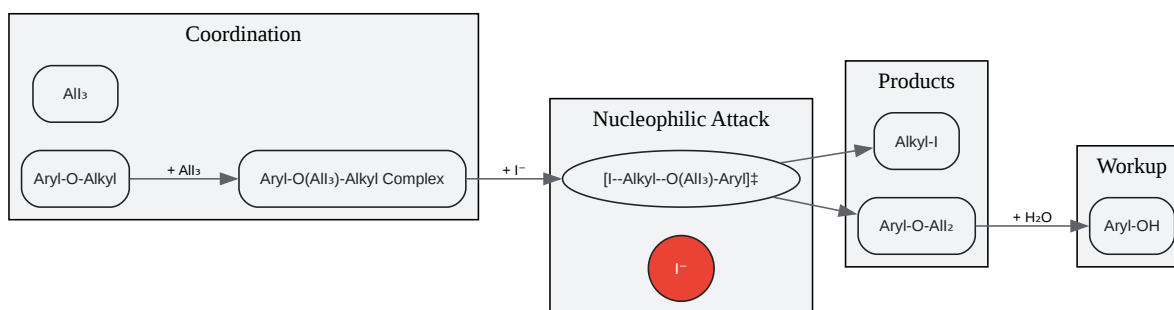 Coordination
AlI₃
Aryl-O-Alkyl
+ AlI₃
Aryl-O(AlI₃)-Alkyl Complex
+ I⁻
Nucleophilic Attack
[I--Alkyl--O(AlI₃)-Aryl]‡
I⁻
Products
Alkyl-I
Aryl-O-AlI₂
+ H₂O
Workup
Aryl-OH